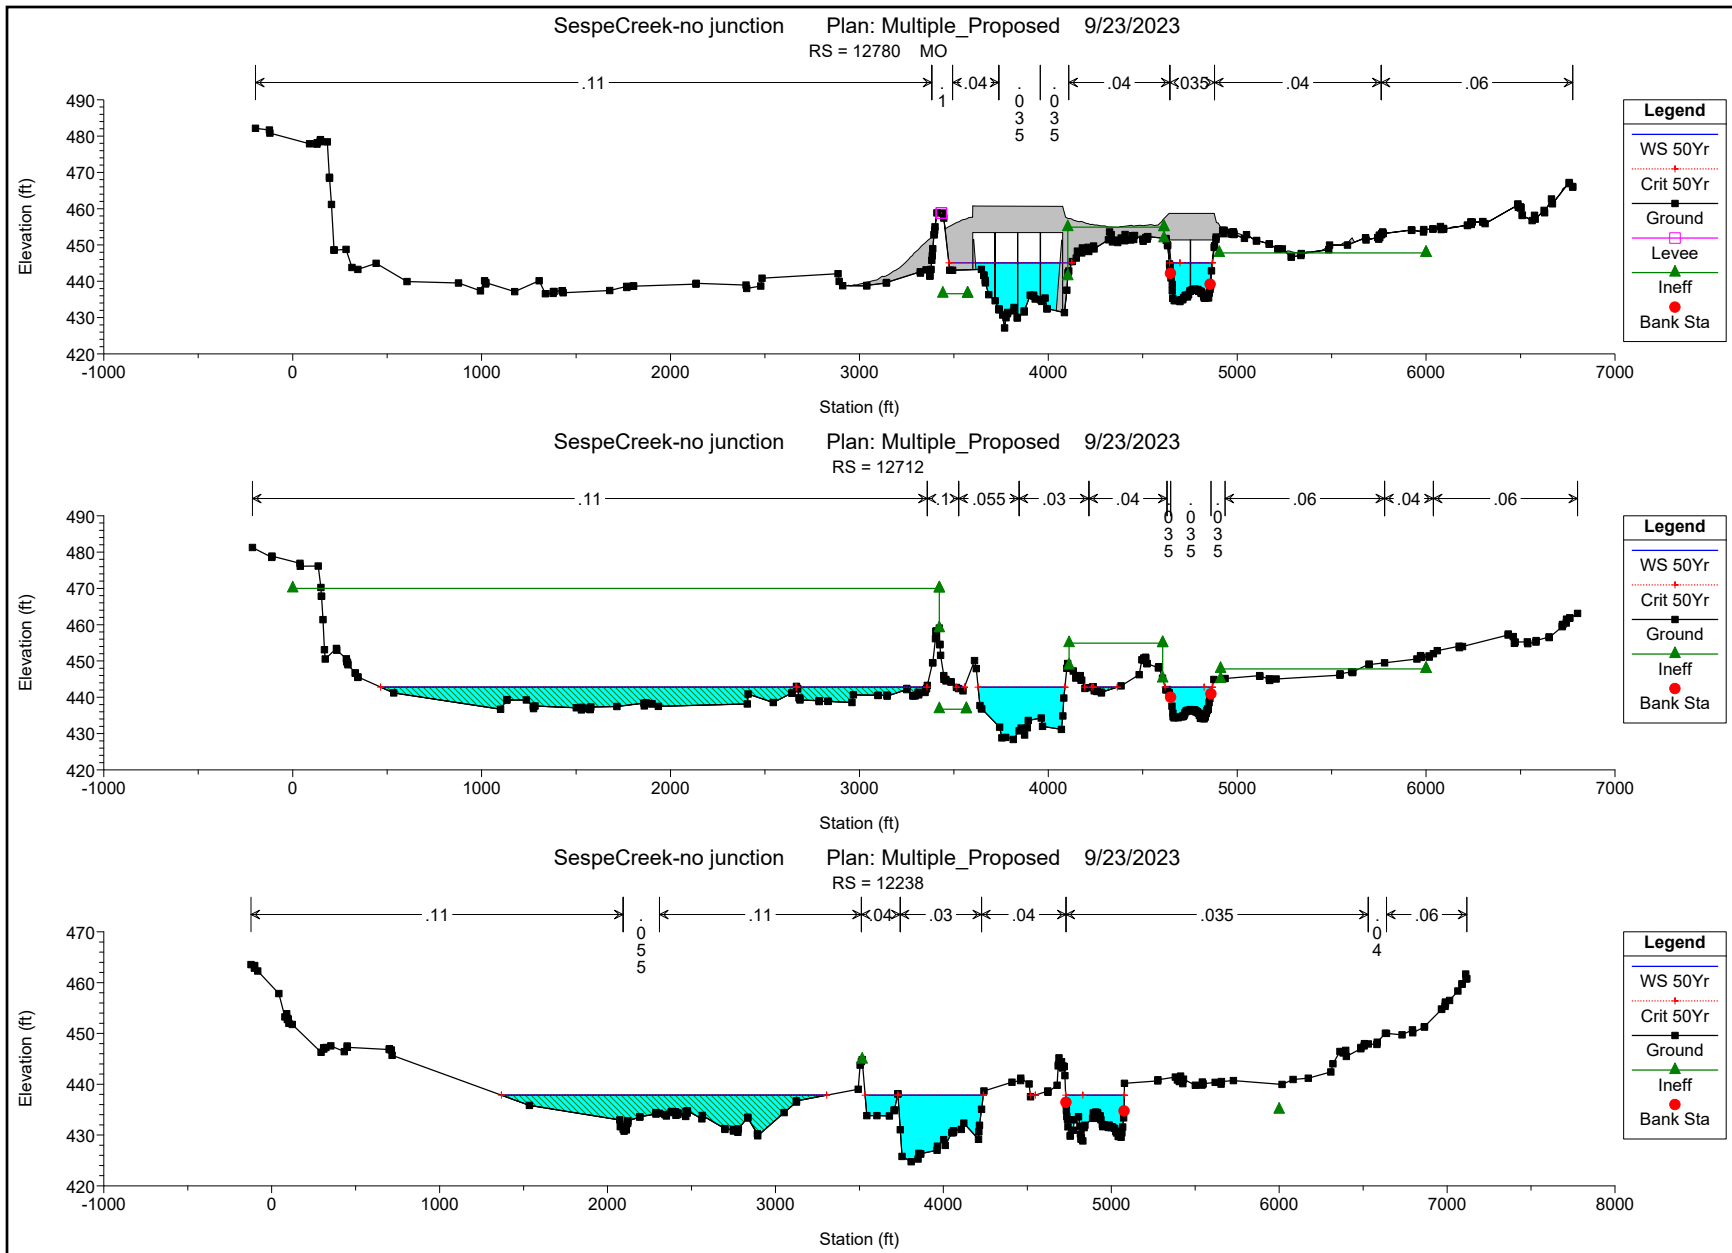 SespeCreek-no junction Plan: Multiple_Proposed 9/23/2023
RS = 12780 MO
.11 .1 .04 .035 .035 .04 .035 .04 .06
490
480
470
460
450
440
430
420
Elevation (ft)
-1000 0 1000 2000 3000 4000 5000 6000 7000
Station (ft)
Legend
WS 50Yr
Crit 50Yr
Ground
Levee
Ineff
Bank Sta
SespeCreek-no junction Plan: Multiple_Proposed 9/23/2023
RS = 12712
.11 .1 .055 .03 .04 .035 .035 .035 .06 .04 .06
490
480
470
460
450
440
430
420
Elevation (ft)
-1000 0 1000 2000 3000 4000 5000 6000 7000
Station (ft)
Legend
WS 50Yr
Crit 50Yr
Ground
Ineff
Bank Sta
SespeCreek-no junction Plan: Multiple_Proposed 9/23/2023
RS = 12238
.11 .055 .11 .04 .03 .04 .035 .04 .06
470
460
450
440
430
420
Elevation (ft)
-1000 0 1000 2000 3000 4000 5000 6000 7000 8000
Station (ft)
Legend
WS 50Yr
Crit 50Yr
Ground
Ineff
Bank Sta